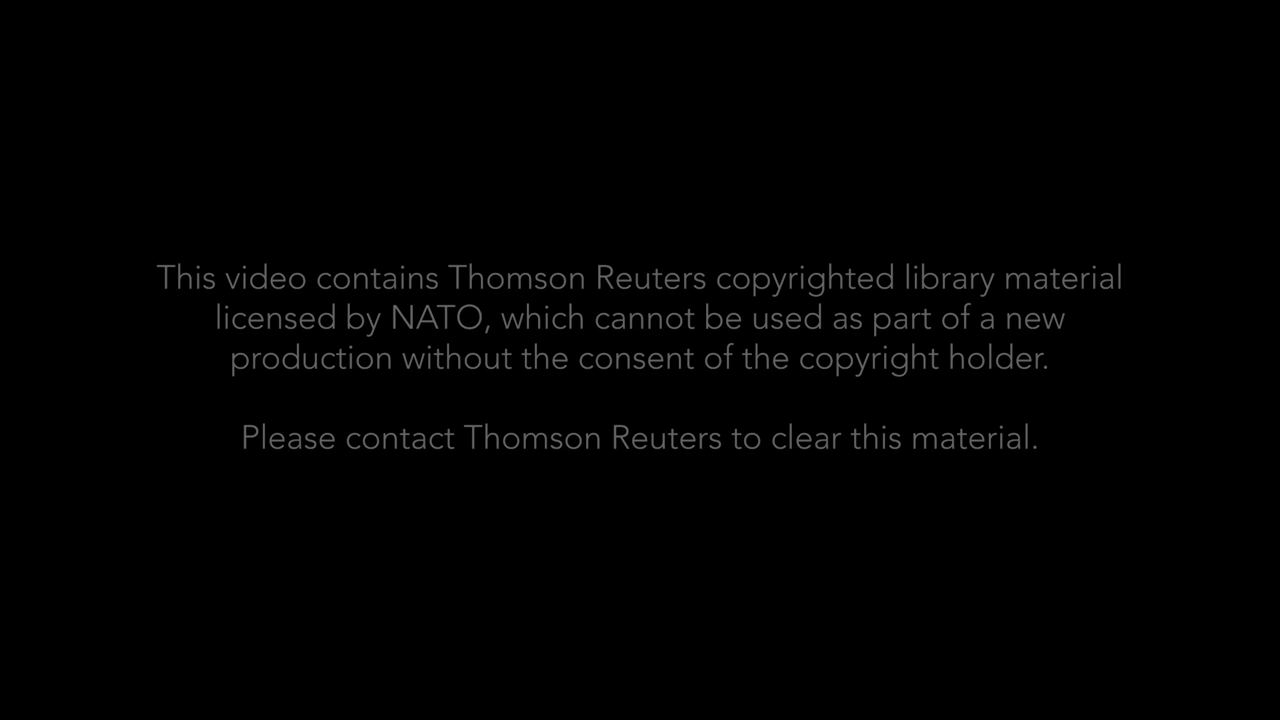 This video contains Thomson Reuters copyrighted library material
licensed by NATO, which cannot be used as part of a new
production without the consent of the copyright holder.
Please contact Thomson Reuters to clear this material.